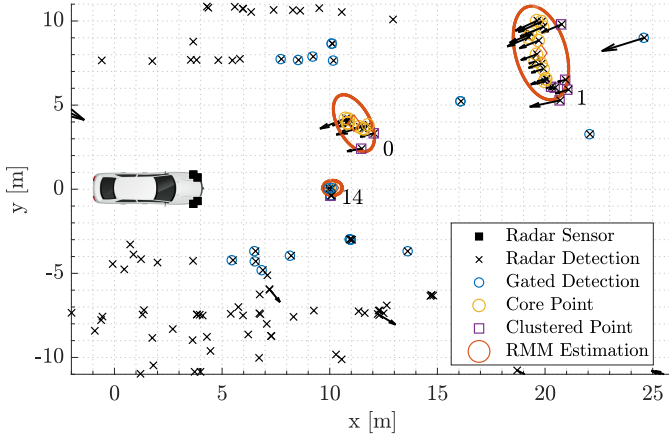 10
5
0
-5
-10
y [m]
0
5
10
15
20
25
x [m]
1
0
14
Radar Sensor
Radar Detection
Gated Detection
Core Point
Clustered Point
RMM Estimation